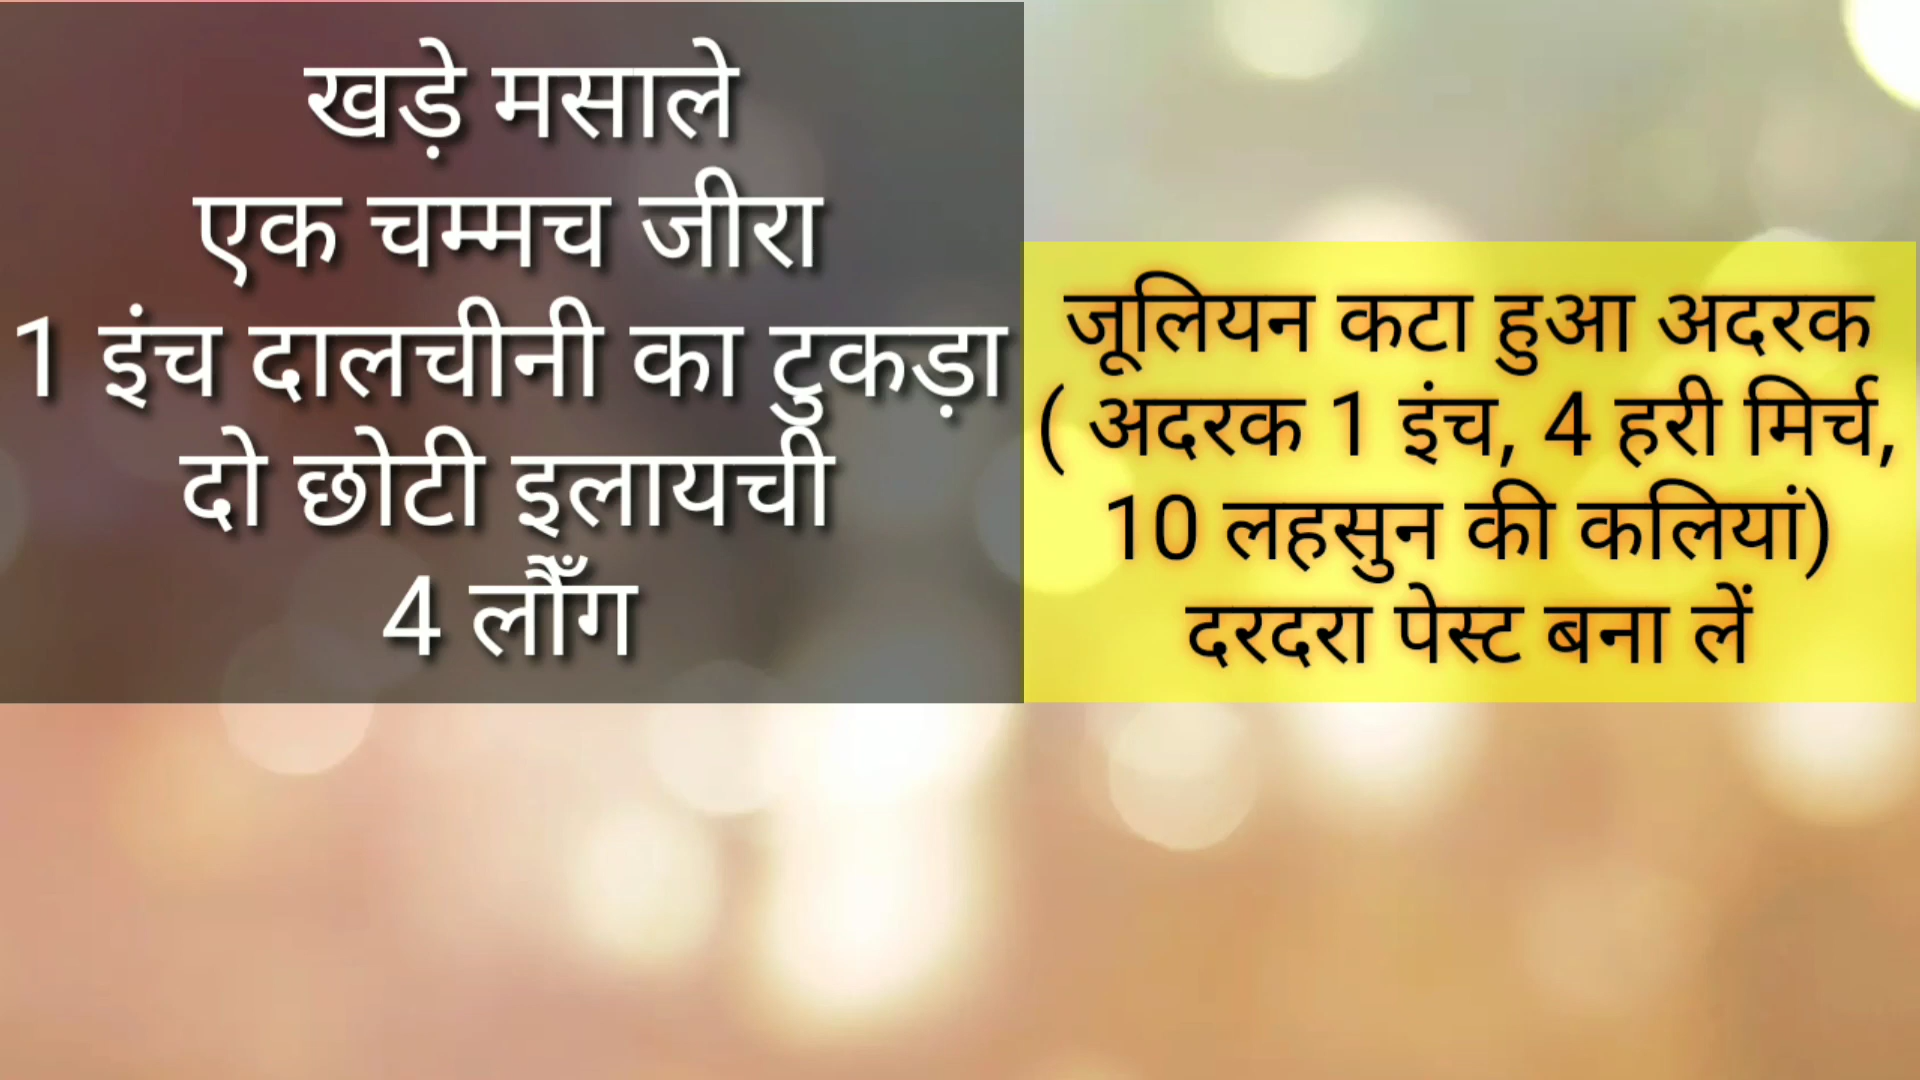 खड़े मसाले
एक चम्मच जीरा
1 इंच दालचीनी का टुकड़ा
दो छोटी इलायची
4 लौंँग
जूलियन कटा हुआ अदरक
( अदरक 1 इंच, 4 हरी मिर्च,
10 लहसुन की कलियां)
दरदरा पेस्ट बना लें